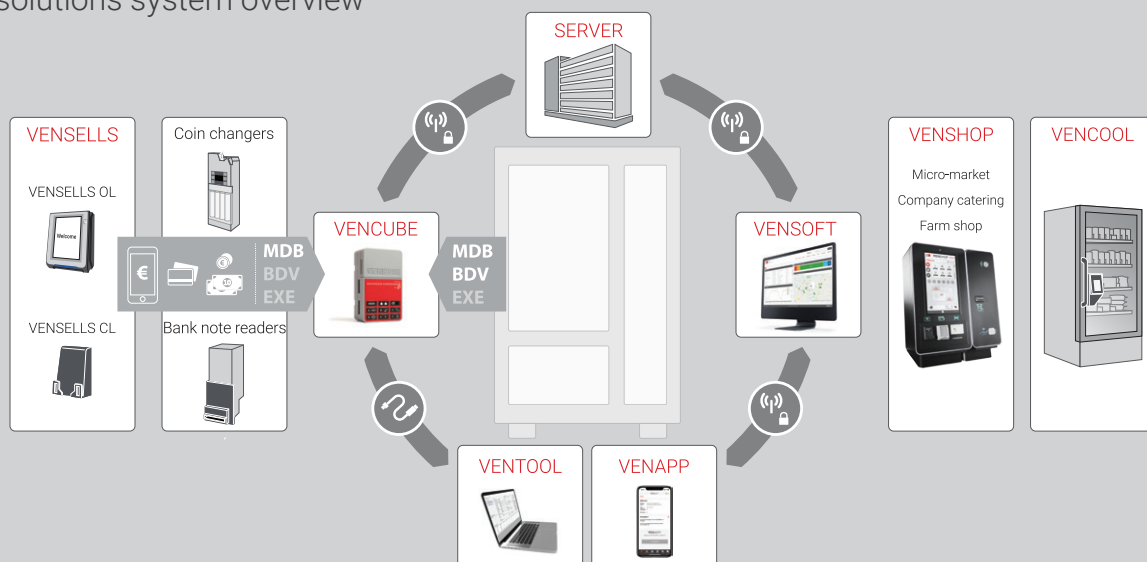 solutions system overview
SERVER
VENSELLS
VENSELLS OL
Welcome
VENSELLS CL
Coin changers
Bank note readers
€
€
10
MDB
BDV
EXE
VENCUBE
MDB
BDV
EXE
VENSOFT
VENTOOL
VENAPP
VENSHOP
Micro-market
Company catering
Farm shop
VENCOOL